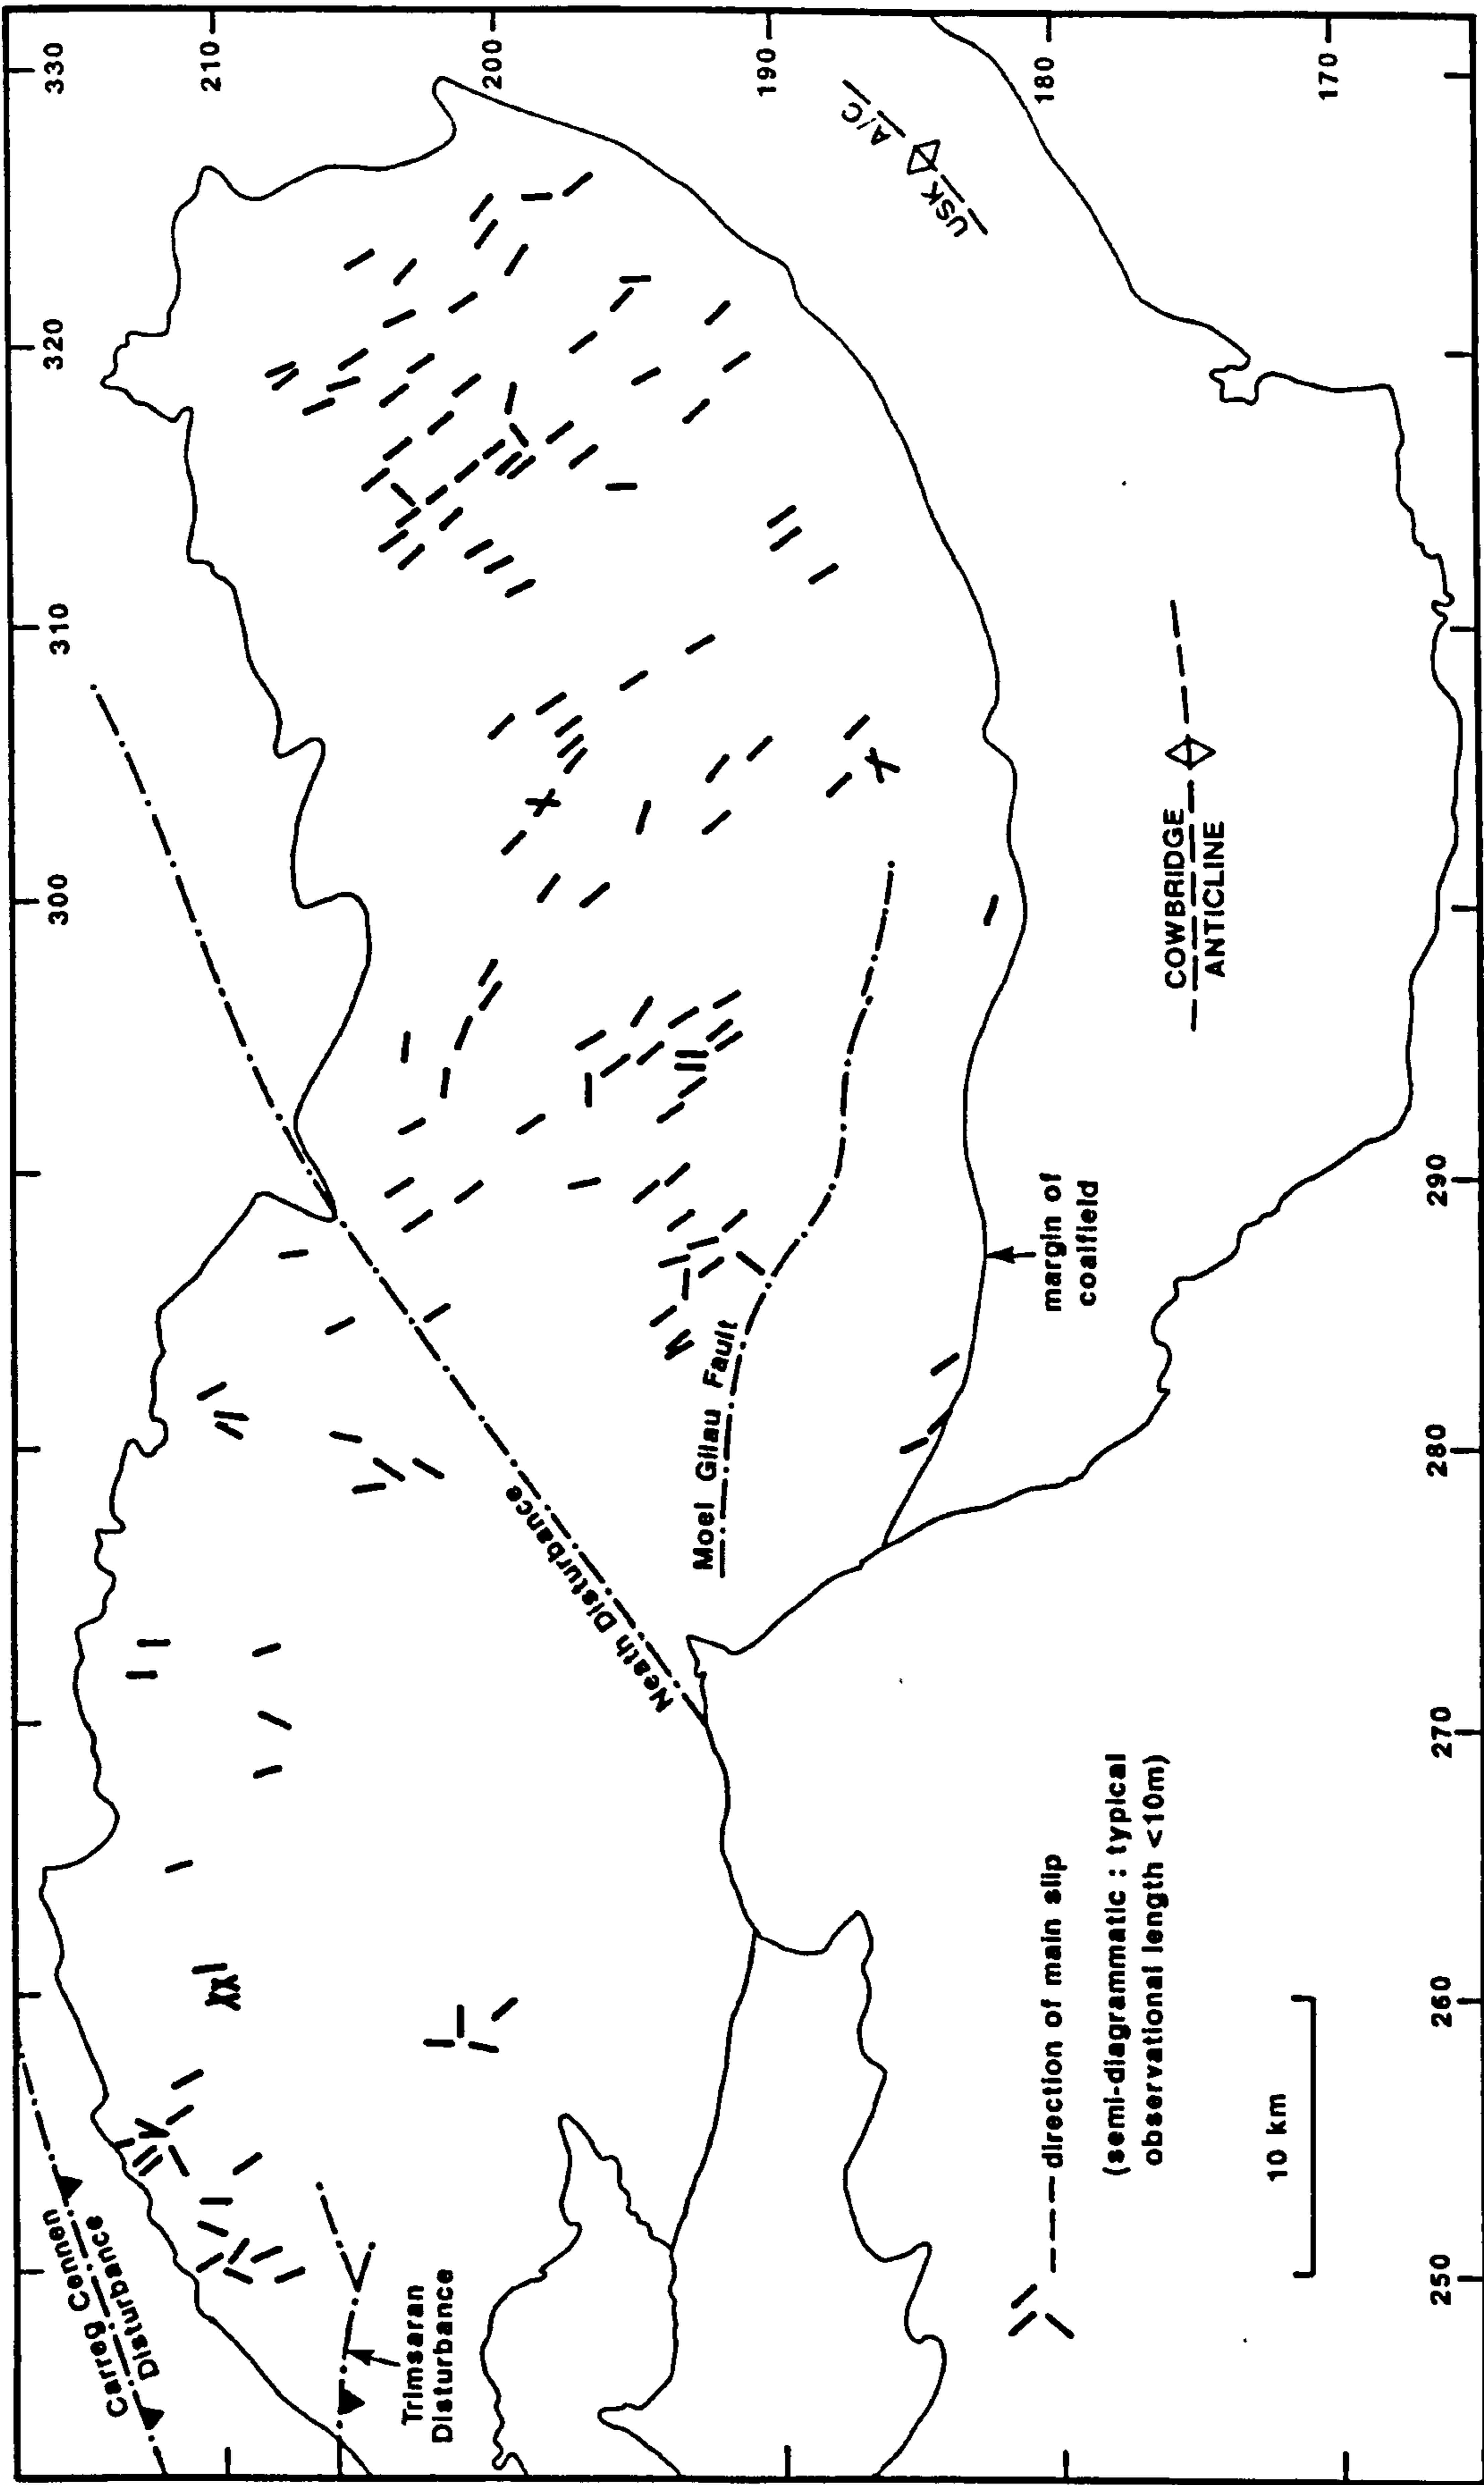 330
320
310
300
290
280
270
260
250
210
200
190
180
170
USK A/C
COWBRIDGE
ANTICLINE
margin of
coalfield
Moel Gilau Fault
Neath Disturbance
Carreg Cennen
Disturbance
Trimsaran
Disturbance
direction of main slip
(semi-diagrammatic : typical
observational length <10m)
10 km